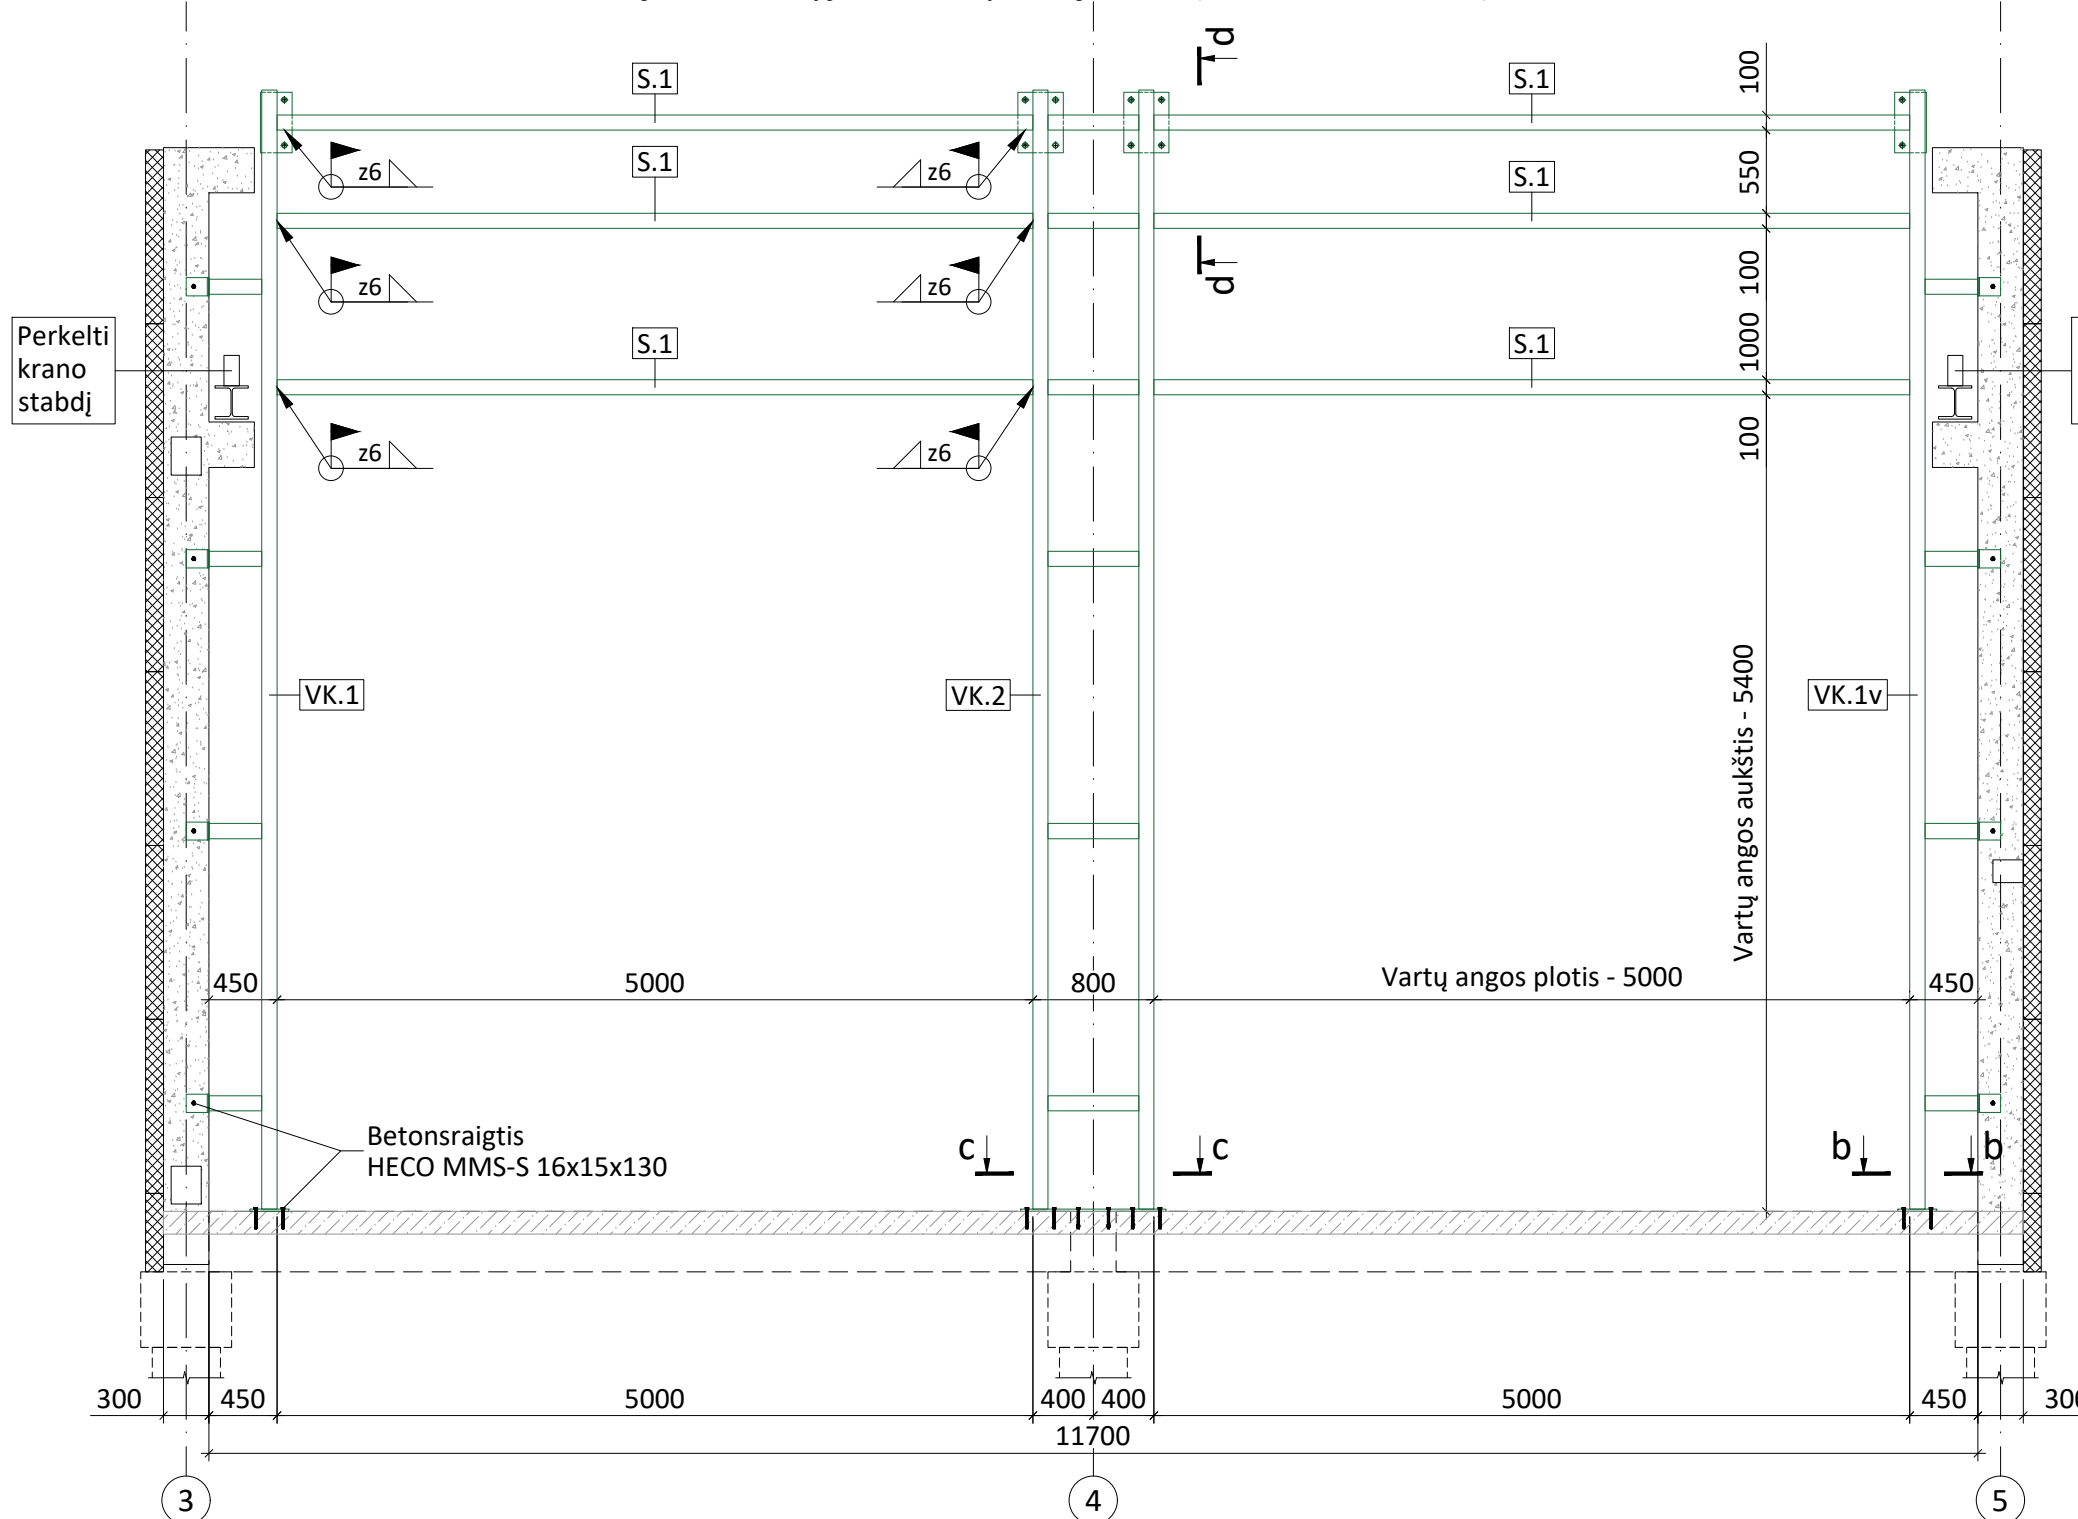 d
S.1
S.1
100
z6
z6
S.1
S.1
550
d
z6
z6
100
Perkelti
krano
stabdį
S.1
S.1
1000
z6
z6
100
VK.1
VK.2
VK.1v
Vartų angos aukštis - 5400
450
5000
800
Vartų angos plotis - 5000
450
Betonsraigtis
HECO MMS-S 16x15x130
c
c
b
b
300
450
5000
400
400
5000
450
11700
3
4
5